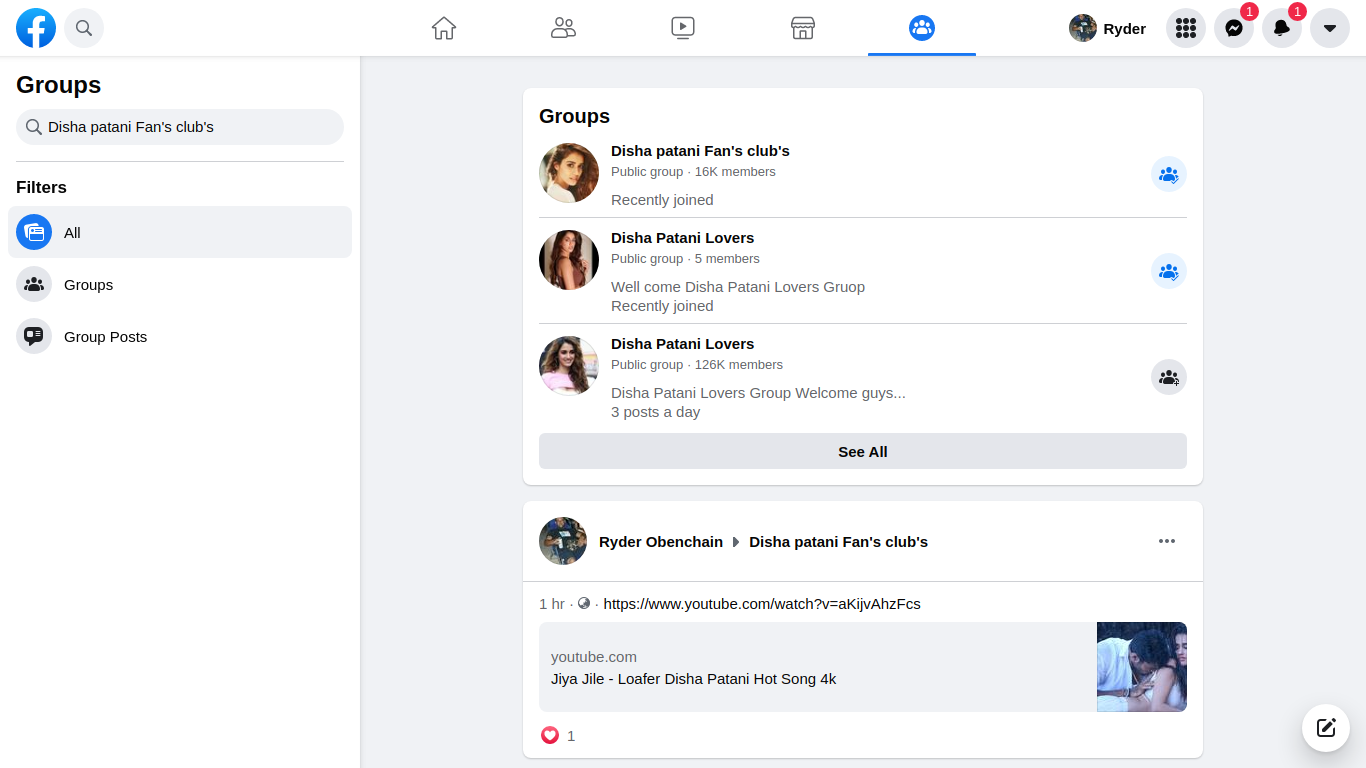 Ryder
1
1
Groups
Disha patani Fan's club's
Filters
All
Groups
Group Posts
Groups
Disha patani Fan's club's
Public group · 16K members
Recently joined
Disha Patani Lovers
Public group · 5 members
Well come Disha Patani Lovers Gruop
Recently joined
Disha Patani Lovers
Public group · 126K members
Disha Patani Lovers Group Welcome guys...
3 posts a day
See All
Ryder Obenchain Disha patani Fan's club's
1 hr · · https://www.youtube.com/watch?v=aKijvAhzFcs
youtube.com
Jiya Jile - Loafer Disha Patani Hot Song 4k
1